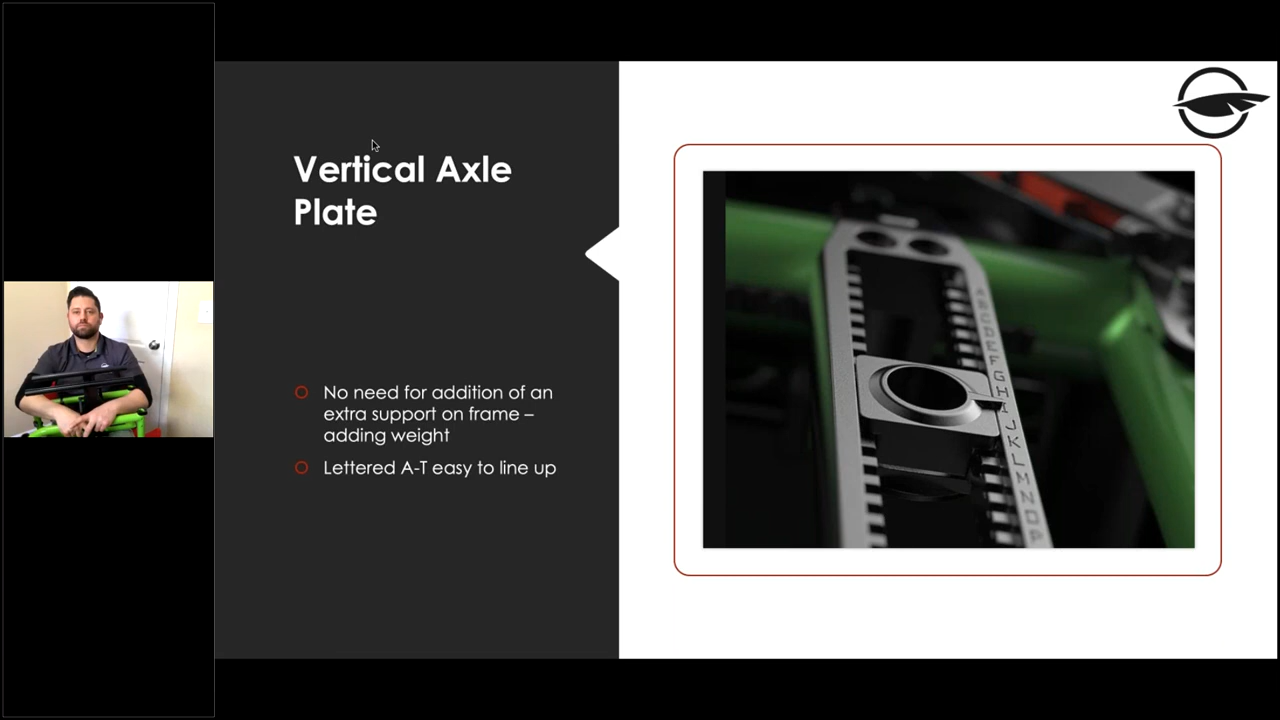 Vertical Axle
Plate
No need for addition of an
extra support on frame –
adding weight
Lettered A-T easy to line up
A
B
C
D
E
F
G
H
I
J
K
L
M
N
O
P